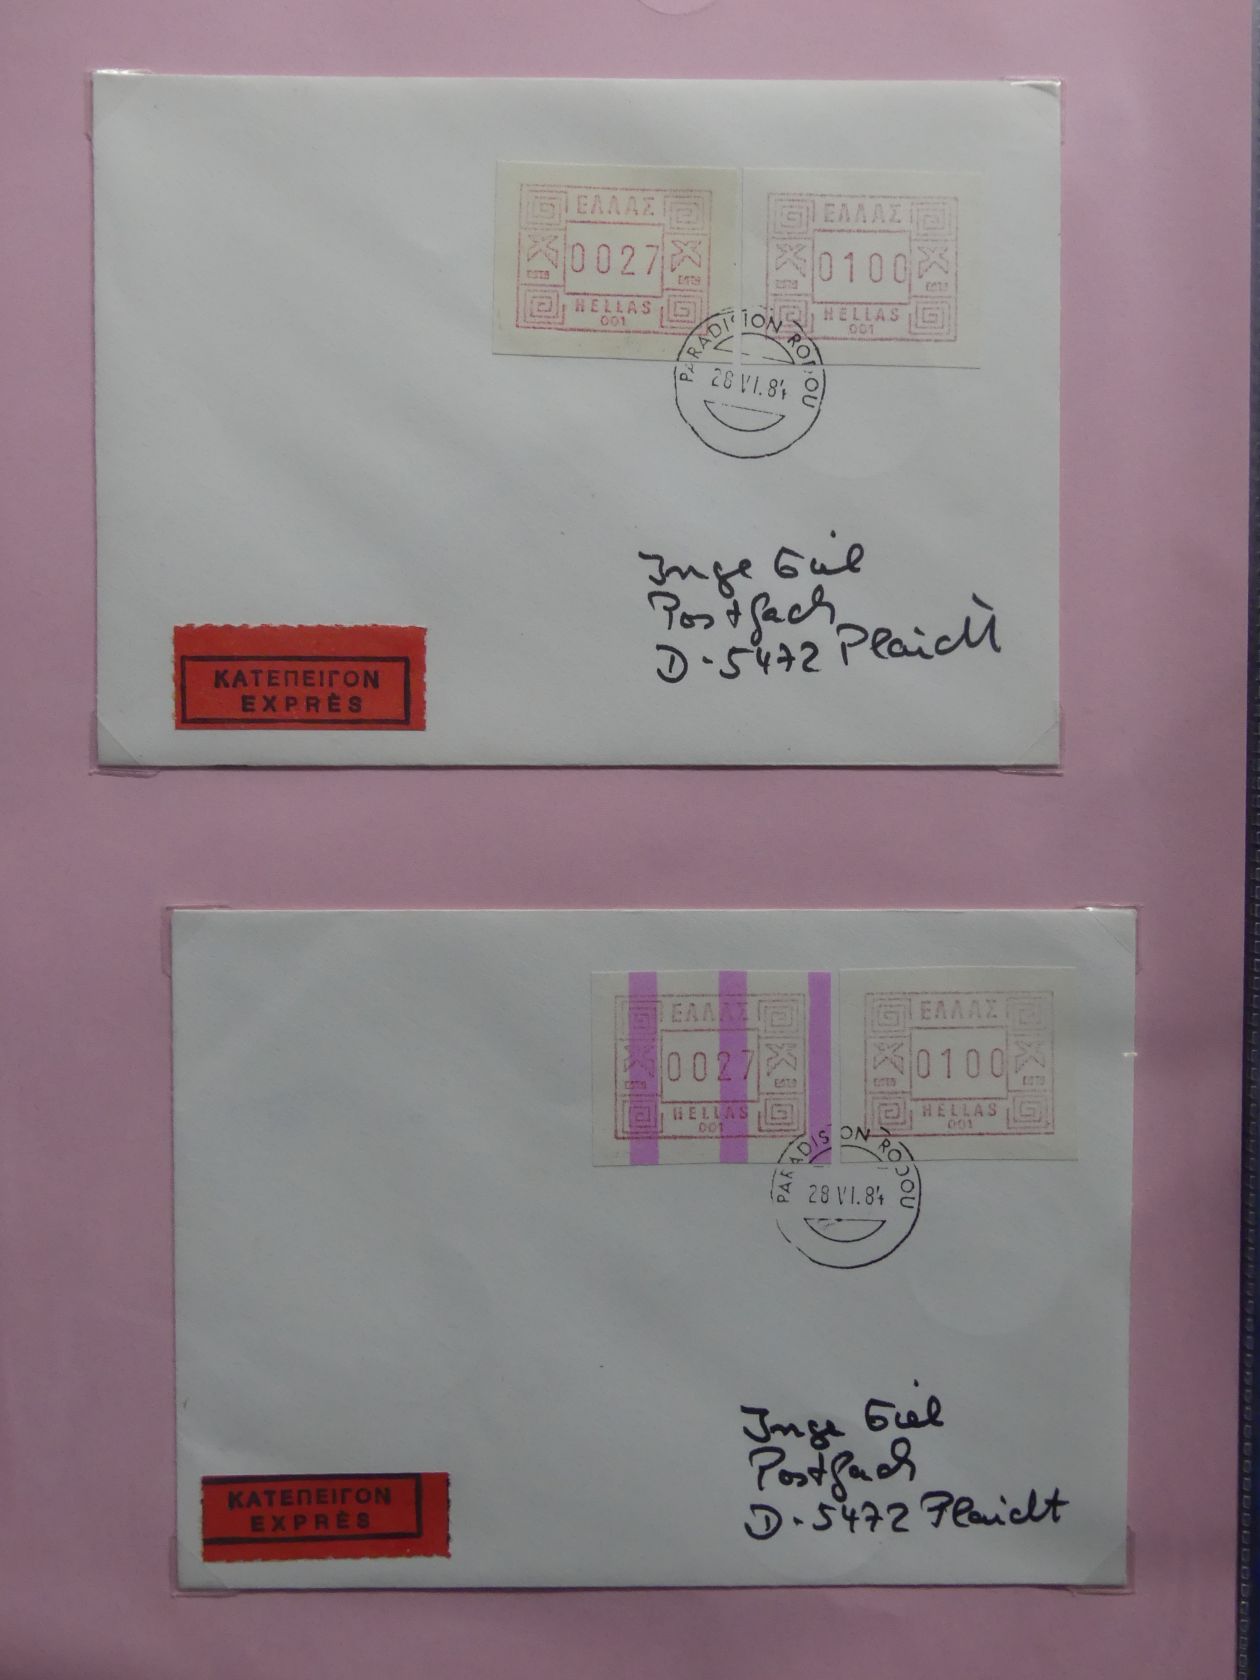 ΕΛΛΑΣ
0027
HELLAS
001
ΕΛΛΑΣ
0100
HELLAS
001
PARADISION RODOU
28 VI.84
Inge Giel
Postfach
D-5472 Plaidt
ΚΑΤΕΠΕΙΓΟΝ
EXPRÈS
ΕΛΛΑΣ
0027
HELLAS
001
ΕΛΛΑΣ
0100
HELLAS
001
PARADISION RODOU
28 VI.84
Inge Giel
Postfach
D-5472 Plaidt
ΚΑΤΕΠΕΙΓΟΝ
EXPRÈS